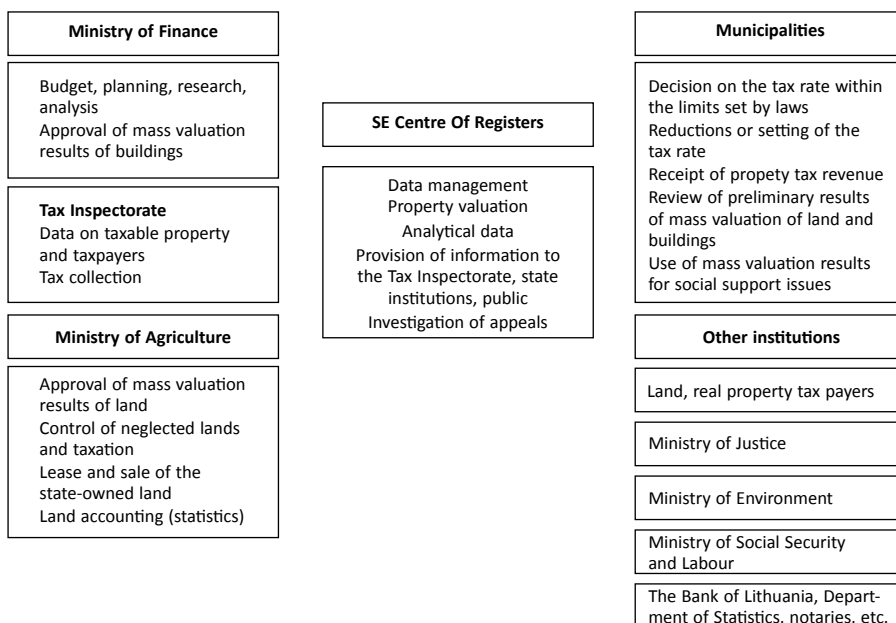 Ministry of Finance
Budget, planning, research,
analysis
Approval of mass valuation
results of buildings
Tax Inspectorate
Data on taxable property
and taxpayers
Tax collection
Ministry of Agriculture
Approval of mass valuation
results of land
Control of neglected lands
and taxation
Lease and sale of the
state-owned land
Land accounting (statistics)
SE Centre Of Registers
Data management
Property valuation
Analytical data
Provision of information to
the Tax Inspectorate, state
institutions, public
Investigation of appeals
Municipalities
Decision on the tax rate within
the limits set by laws
Reductions or setting of the
tax rate
Receipt of propety tax revenue
Review of preliminary results
of mass valuation of land and
buildings
Use of mass valuation results
for social support issues
Other institutions
Land, real property tax payers
Ministry of Justice
Ministry of Environment
Ministry of Social Security
and Labour
The Bank of Lithuania, Depart-
ment of Statistics, notaries, etc.